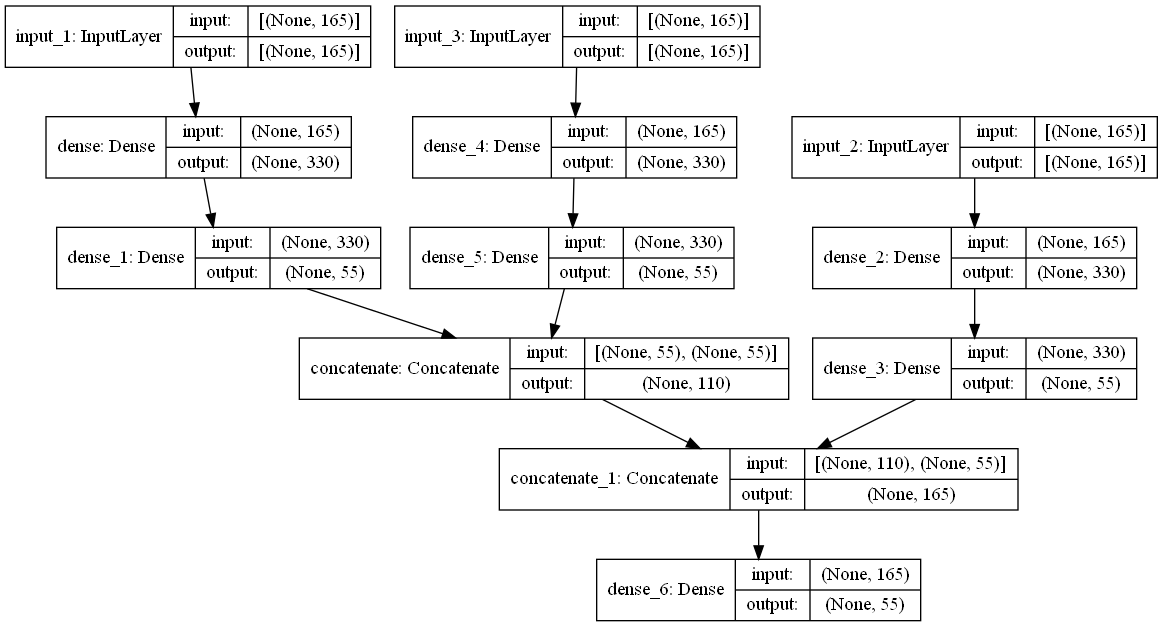 input_1: InputLayer
input: [(None, 165)]
output: [(None, 165)]
input_3: InputLayer
input: [(None, 165)]
output: [(None, 165)]
dense: Dense
input: (None, 165)
output: (None, 330)
dense_4: Dense
input: (None, 165)
output: (None, 330)
input_2: InputLayer
input: [(None, 165)]
output: [(None, 165)]
dense_1: Dense
input: (None, 330)
output: (None, 55)
dense_5: Dense
input: (None, 330)
output: (None, 55)
dense_2: Dense
input: (None, 165)
output: (None, 330)
concatenate: Concatenate
input: [(None, 55), (None, 55)]
output: (None, 110)
dense_3: Dense
input: (None, 330)
output: (None, 55)
concatenate_1: Concatenate
input: [(None, 110), (None, 55)]
output: (None, 165)
dense_6: Dense
input: (None, 165)
output: (None, 55)